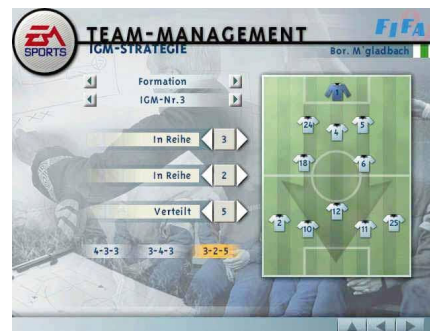 EA
SPORTS
TEAM-MANAGEMENT
FIFA
IGM-STRATEGIE
Bor. M`gladbach
Formation
IGM-Nr.3
In Reihe 3
In Reihe 2
Verteilt 5
4-3-3 3-4-3 3-2-5
24 4 5
18 6
12
2 10 11 25